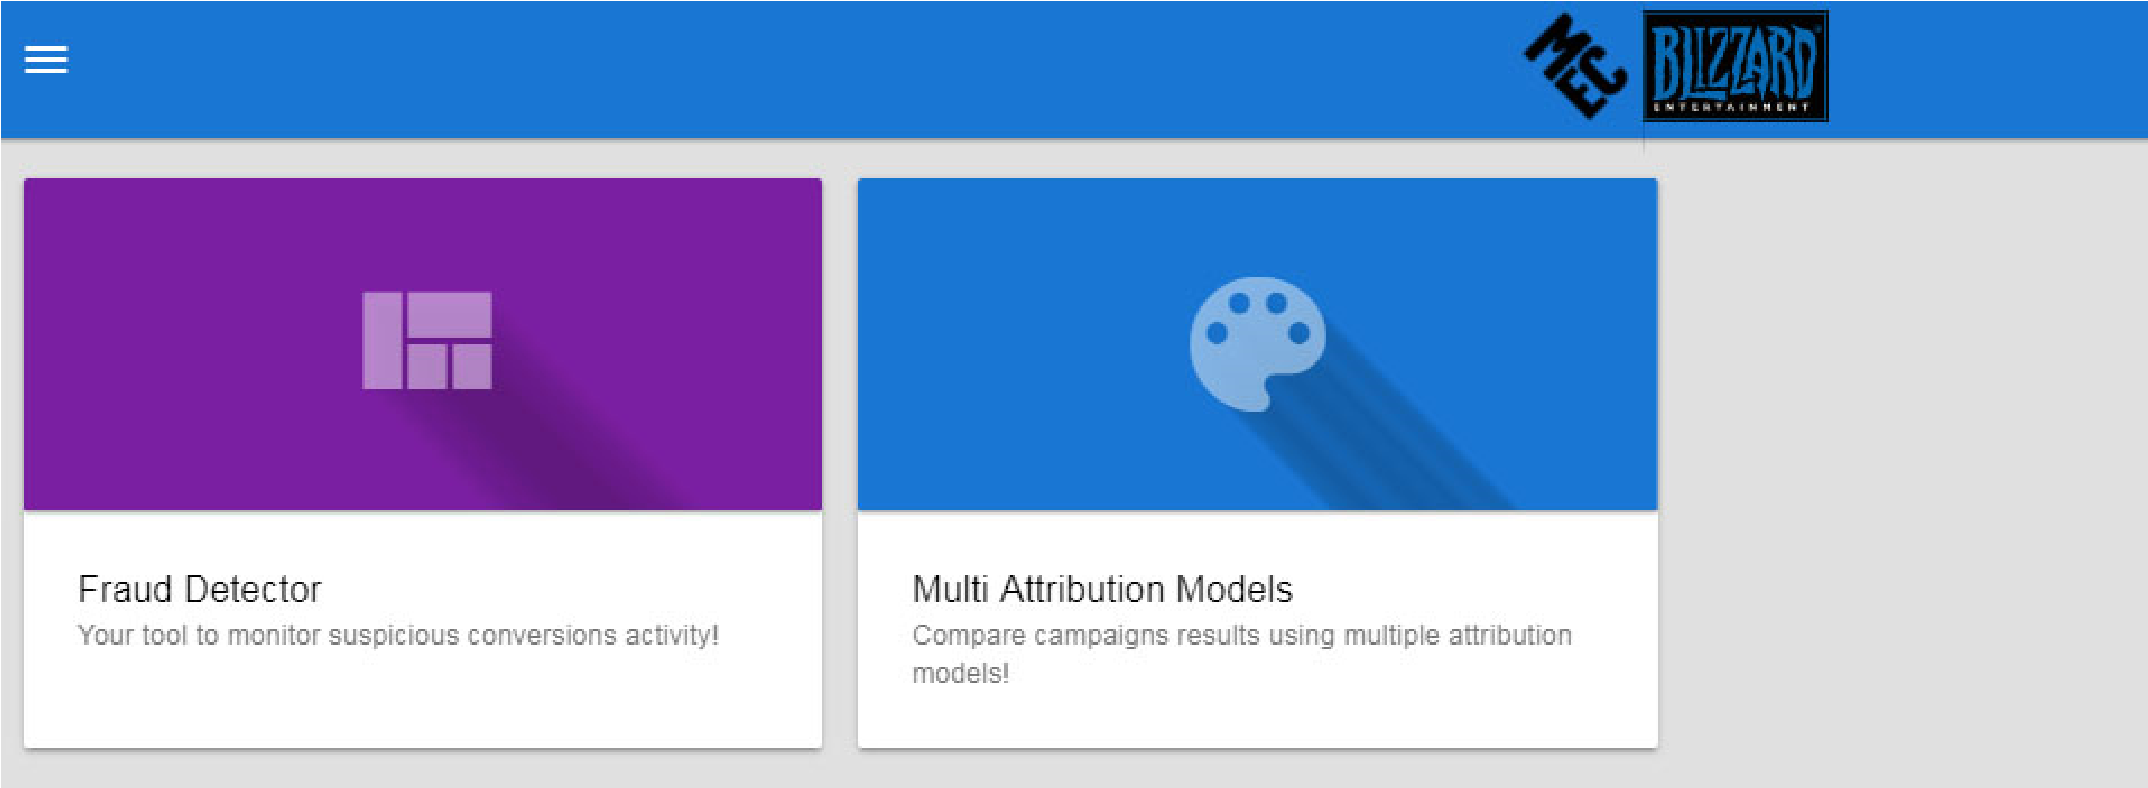 MEC
BLIZZARD
ENTERTAINMENT
Fraud Detector
Your tool to monitor suspicious conversions activity!
Multi Attribution Models
Compare campaigns results using multiple attribution
models!